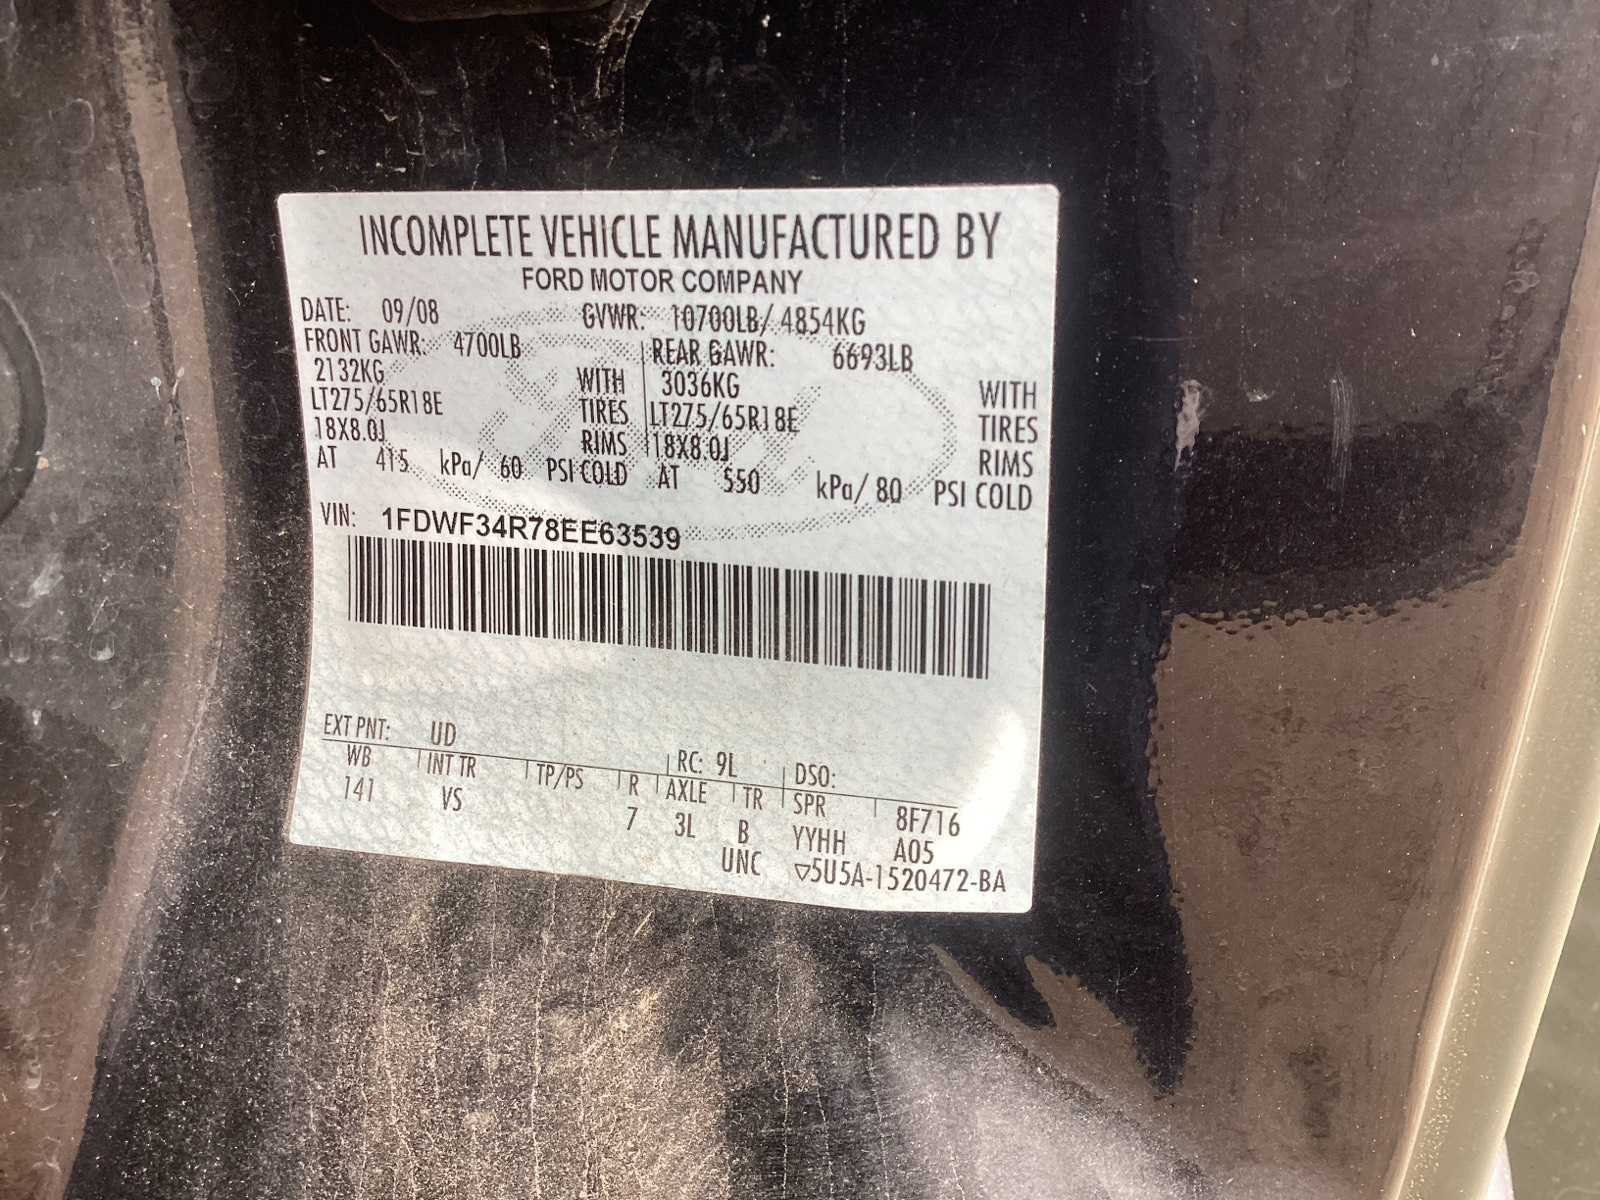 INCOMPLETE VEHICLE MANUFACTURED BY
FORD MOTOR COMPANY
DATE: 09/08 GVWR: 10700LB/ 4854KG
FRONT GAWR: 4700LB REAR GAWR: 6693LB
2132KG WITH 3036KG WITH
LT275/65R18E TIRES LT275/65R18E TIRES
18X8.0J RIMS 18X8.0J RIMS
AT 415 kPa/ 60 PSI COLD AT 550 kPa/ 80 PSI COLD
VIN: 1FDWF34R78EE63539
EXT PNT: UD RC: 9L DSO:
WB INT TR TP/PS R AXLE TR SPR 8F716
141 VS 7 3L B YYHH A05
UNC ▽5U5A-1520472-BA